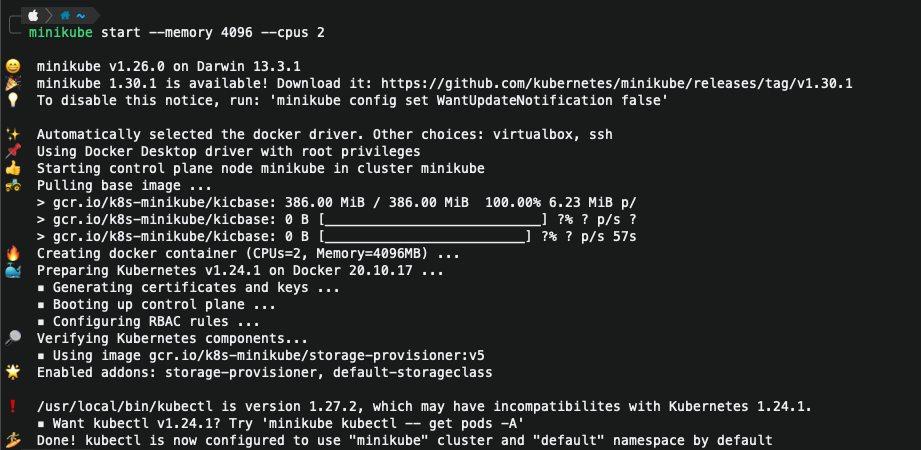 ~
minikube start --memory 4096 --cpus 2
😄 minikube v1.26.0 on Darwin 13.3.1
🎉 minikube 1.30.1 is available! Download it: https://github.com/kubernetes/minikube/releases/tag/v1.30.1
💡 To disable this notice, run: 'minikube config set WantUpdateNotification false'
✨ Automatically selected the docker driver. Other choices: virtualbox, ssh
📌 Using Docker Desktop driver with root privileges
👍 Starting control plane node minikube in cluster minikube
🚜 Pulling base image ...
> gcr.io/k8s-minikube/kicbase: 386.00 MiB / 386.00 MiB 100.00% 6.23 MiB p/
> gcr.io/k8s-minikube/kicbase: 0 B [________________________] ?% ? p/s ?
> gcr.io/k8s-minikube/kicbase: 0 B [______________________] ?% ? p/s 57s
🔥 Creating docker container (CPUs=2, Memory=4096MB) ...
🐳 Preparing Kubernetes v1.24.1 on Docker 20.10.17 ...
▪ Generating certificates and keys ...
▪ Booting up control plane ...
▪ Configuring RBAC rules ...
🔎 Verifying Kubernetes components...
▪ Using image gcr.io/k8s-minikube/storage-provisioner:v5
🌟 Enabled addons: storage-provisioner, default-storageclass
❗ /usr/local/bin/kubectl is version 1.27.2, which may have incompatibilites with Kubernetes 1.24.1.
▪ Want kubectl v1.24.1? Try 'minikube kubectl -- get pods -A'
🏄 Done! kubectl is now configured to use "minikube" cluster and "default" namespace by default